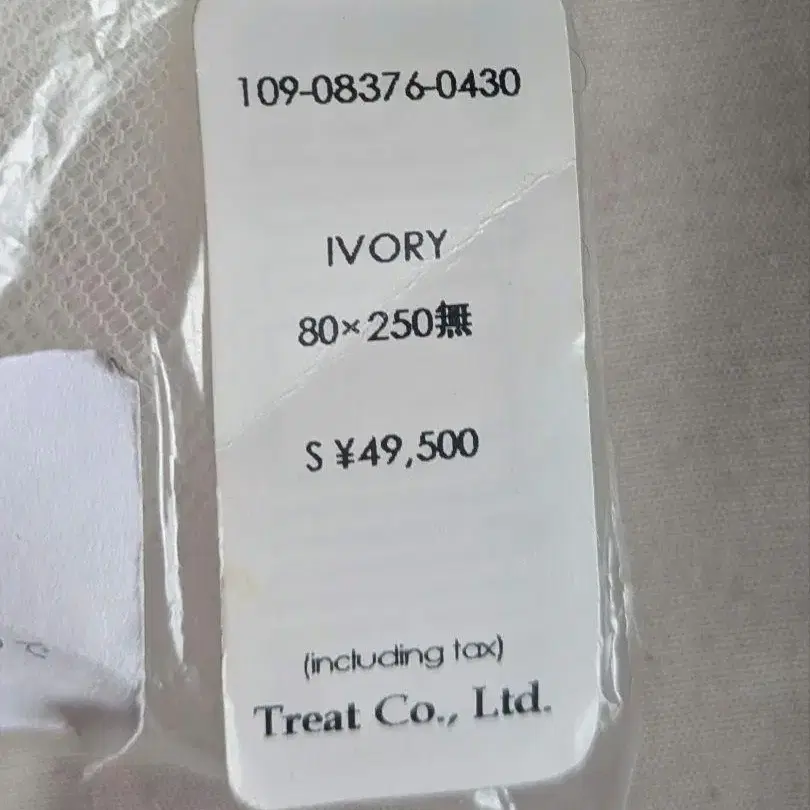 109-08376-0430
IVORY
80×250無
S ¥49,500
(including tax)
Treat Co., Ltd.